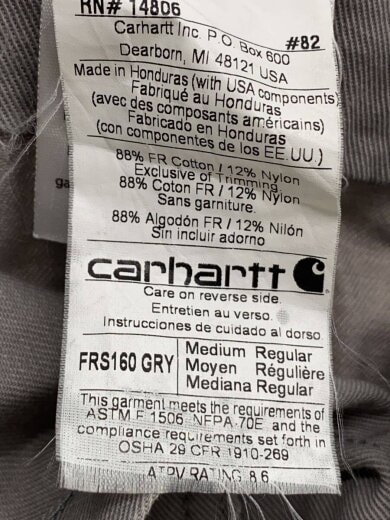 RN# 14806
Carhartt Inc. P.O. Box 600
Dearborn, MI 48121 USA
#82
Made in Honduras (with USA components)
Fabriqué au Honduras
(avec des composants américains)
Fabricado en Honduras
(con componentes de los EE.UU.)
88% FR Cotton / 12% Nylon
Exclusive of Trimming
88% Coton FR / 12% Nylon
Sans garniture.
88% Algodón FR / 12% Nilón
Sin incluir adorno
carhartt
Care on reverse side.
Entretien au verso.
Instrucciones de cuidado al dorso
FRS160 GRY
Medium Regular
Moyen Régulière
Mediana Regular
This garment meets the requirements of
ASTM F 1506, NFPA 70E, and the
compliance requirements set forth in
OSHA 29 CFR 1910-269
ATPV RATING 8.6